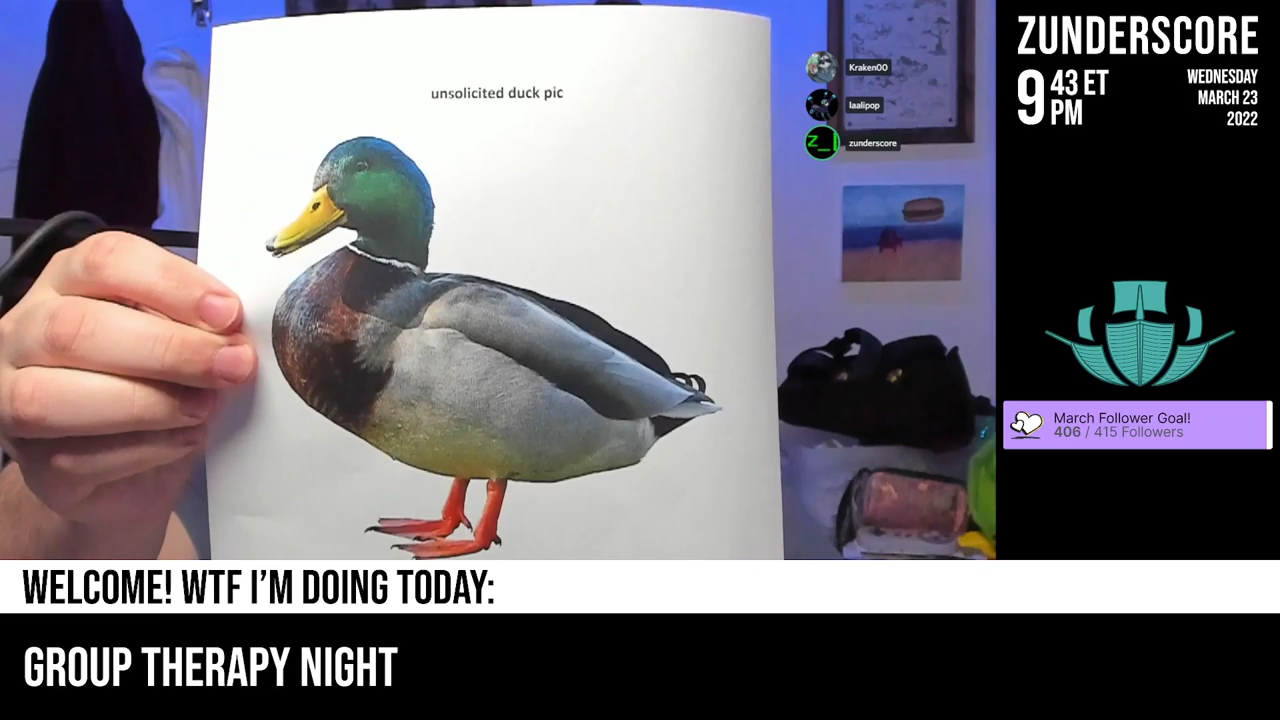 unsolicited duck pic
Kraken00
laalipop
z_
zunderscore
ZUNDERSCORE
9 43 ET
PM
WEDNESDAY
MARCH 23
2022
March Follower Goal!
406 / 415 Followers
WELCOME! WTF I'M DOING TODAY:
GROUP THERAPY NIGHT